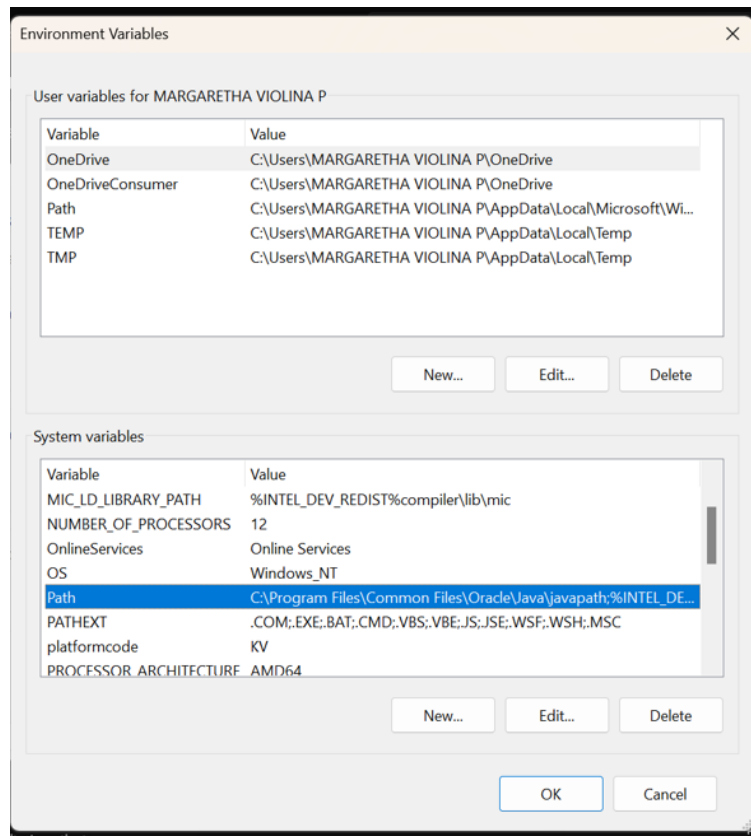 Environment Variables
User variables for MARGARETHA VIOLINA P
Variable Value
OneDrive C:\Users\MARGARETHA VIOLINA P\OneDrive
OneDriveConsumer C:\Users\MARGARETHA VIOLINA P\OneDrive
Path C:\Users\MARGARETHA VIOLINA P\AppData\Local\Microsoft\Wi...
TEMP C:\Users\MARGARETHA VIOLINA P\AppData\Local\Temp
TMP C:\Users\MARGARETHA VIOLINA P\AppData\Local\Temp
New... Edit... Delete
System variables
Variable Value
MIC_LD_LIBRARY_PATH %INTEL_DEV_REDIST%compiler\lib\mic
NUMBER_OF_PROCESSORS 12
OnlineServices Online Services
OS Windows_NT
Path C:\Program Files\Common Files\Oracle\Java\javapath;%INTEL_DE...
PATHEXT .COM;.EXE;.BAT;.CMD;.VBS;.VBE;.JS;.JSE;.WSF;.WSH;.MSC
platformcode KV
PROCESSOR_ARCHITECTURE AMD64
New... Edit... Delete
OK Cancel